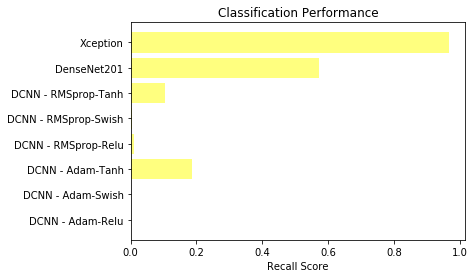 Classification Performance
Xception
DenseNet201
DCNN - RMSprop-Tanh
DCNN - RMSprop-Swish
DCNN - RMSprop-Relu
DCNN - Adam-Tanh
DCNN - Adam-Swish
DCNN - Adam-Relu
0.0 0.2 0.4 0.6 0.8 1.0
Recall Score